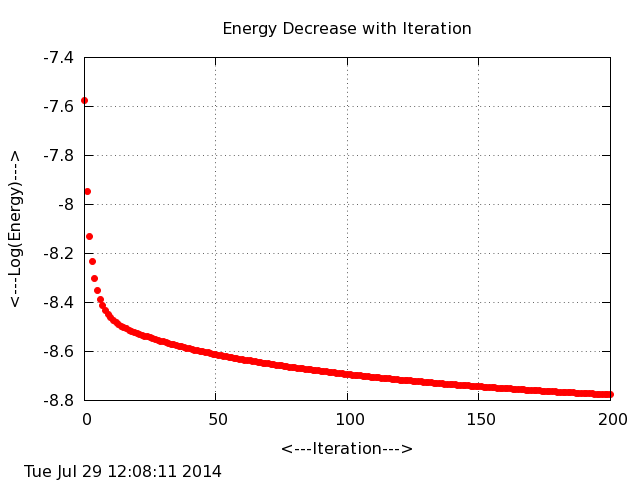 Energy Decrease with Iteration
-7.4
-7.6
-7.8
-8
-8.2
-8.4
-8.6
-8.8
<---Log(Energy)--->
0 50 100 150 200
<---Iteration--->
Tue Jul 29 12:08:11 2014